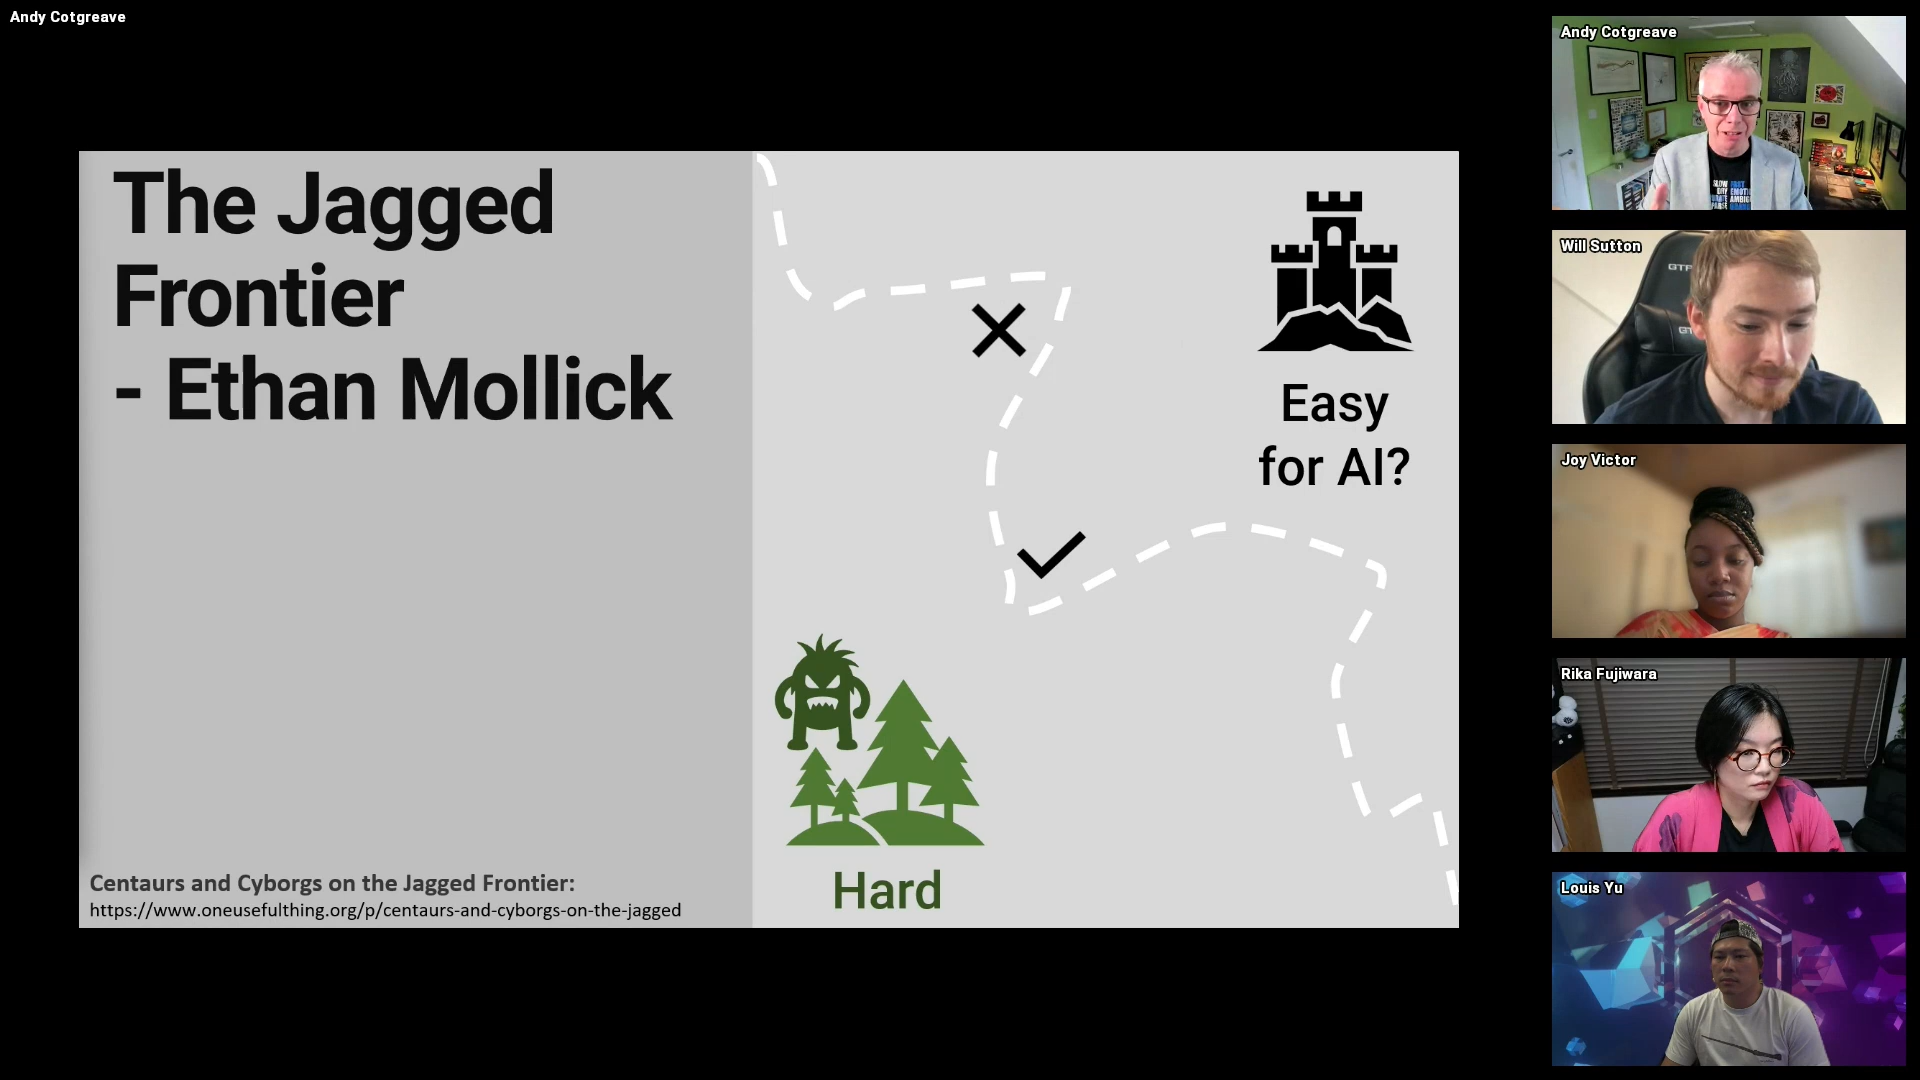 Andy Cotgreave
The Jagged
Frontier
- Ethan Mollick
Centaurs and Cyborgs on the Jagged Frontier:
https://www.oneusefulthing.org/p/centaurs-and-cyborgs-on-the-jagged
Easy
for AI?
Hard
Andy Cotgreave
Will Sutton
Joy Victor
Rika Fujiwara
Louis Yu